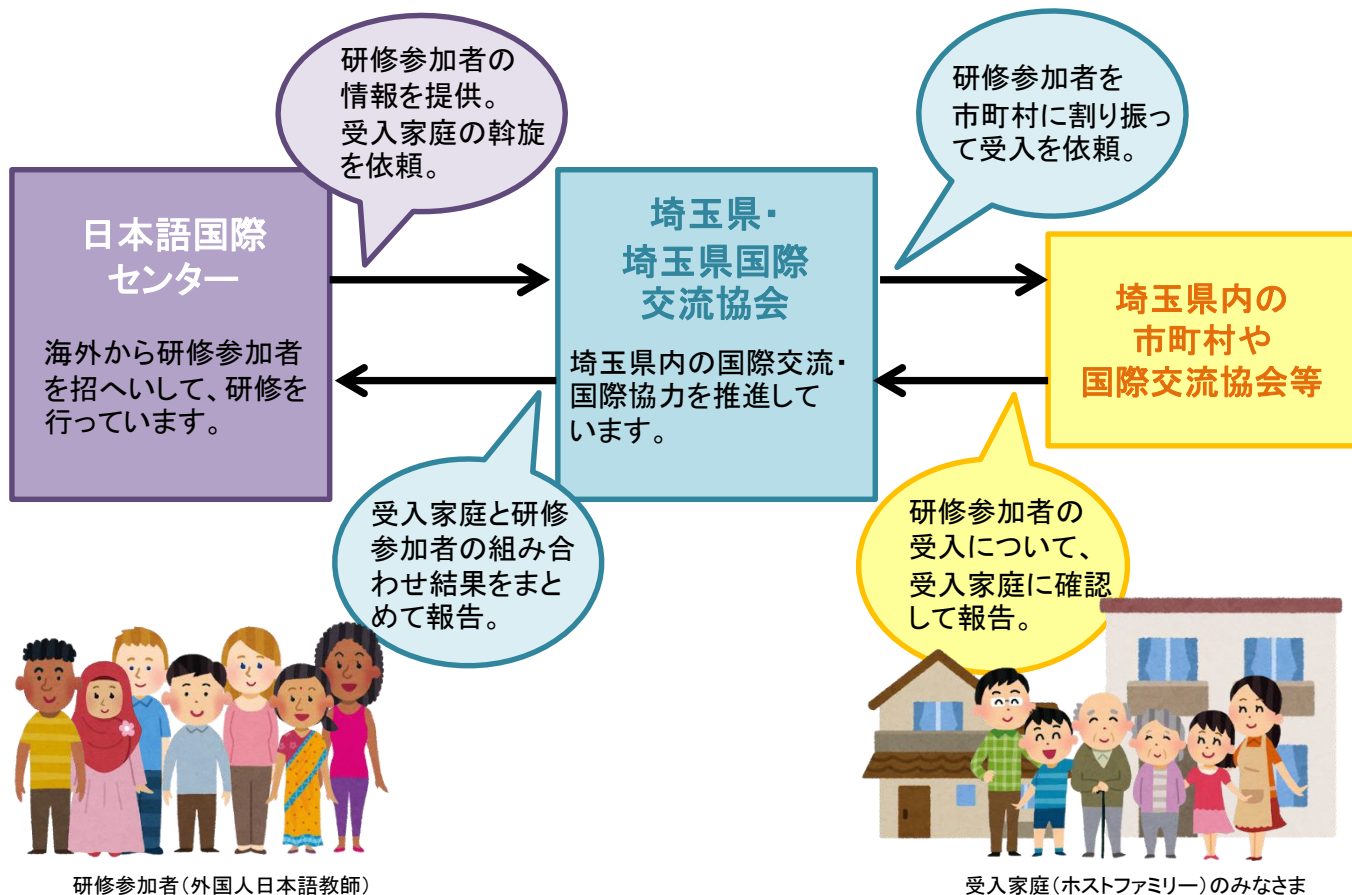 研修参加者の
情報を提供。
受入家庭の斡旋
を依頼。
研修参加者を
市町村に割り振っ
て受入を依頼。
日本語国際
センター
海外から研修参加者
を招へいして、研修を
行っています。
埼玉県・
埼玉県国際
交流協会
埼玉県内の国際交流・
国際協力を推進して
います。
埼玉県内の
市町村や
国際交流協会等
受入家庭と研修
参加者の組み合
わせ結果をまと
めて報告。
研修参加者の
受入について、
受入家庭に確認
して報告。
研修参加者(外国人日本語教師)
受入家庭(ホストファミリー)のみなさま